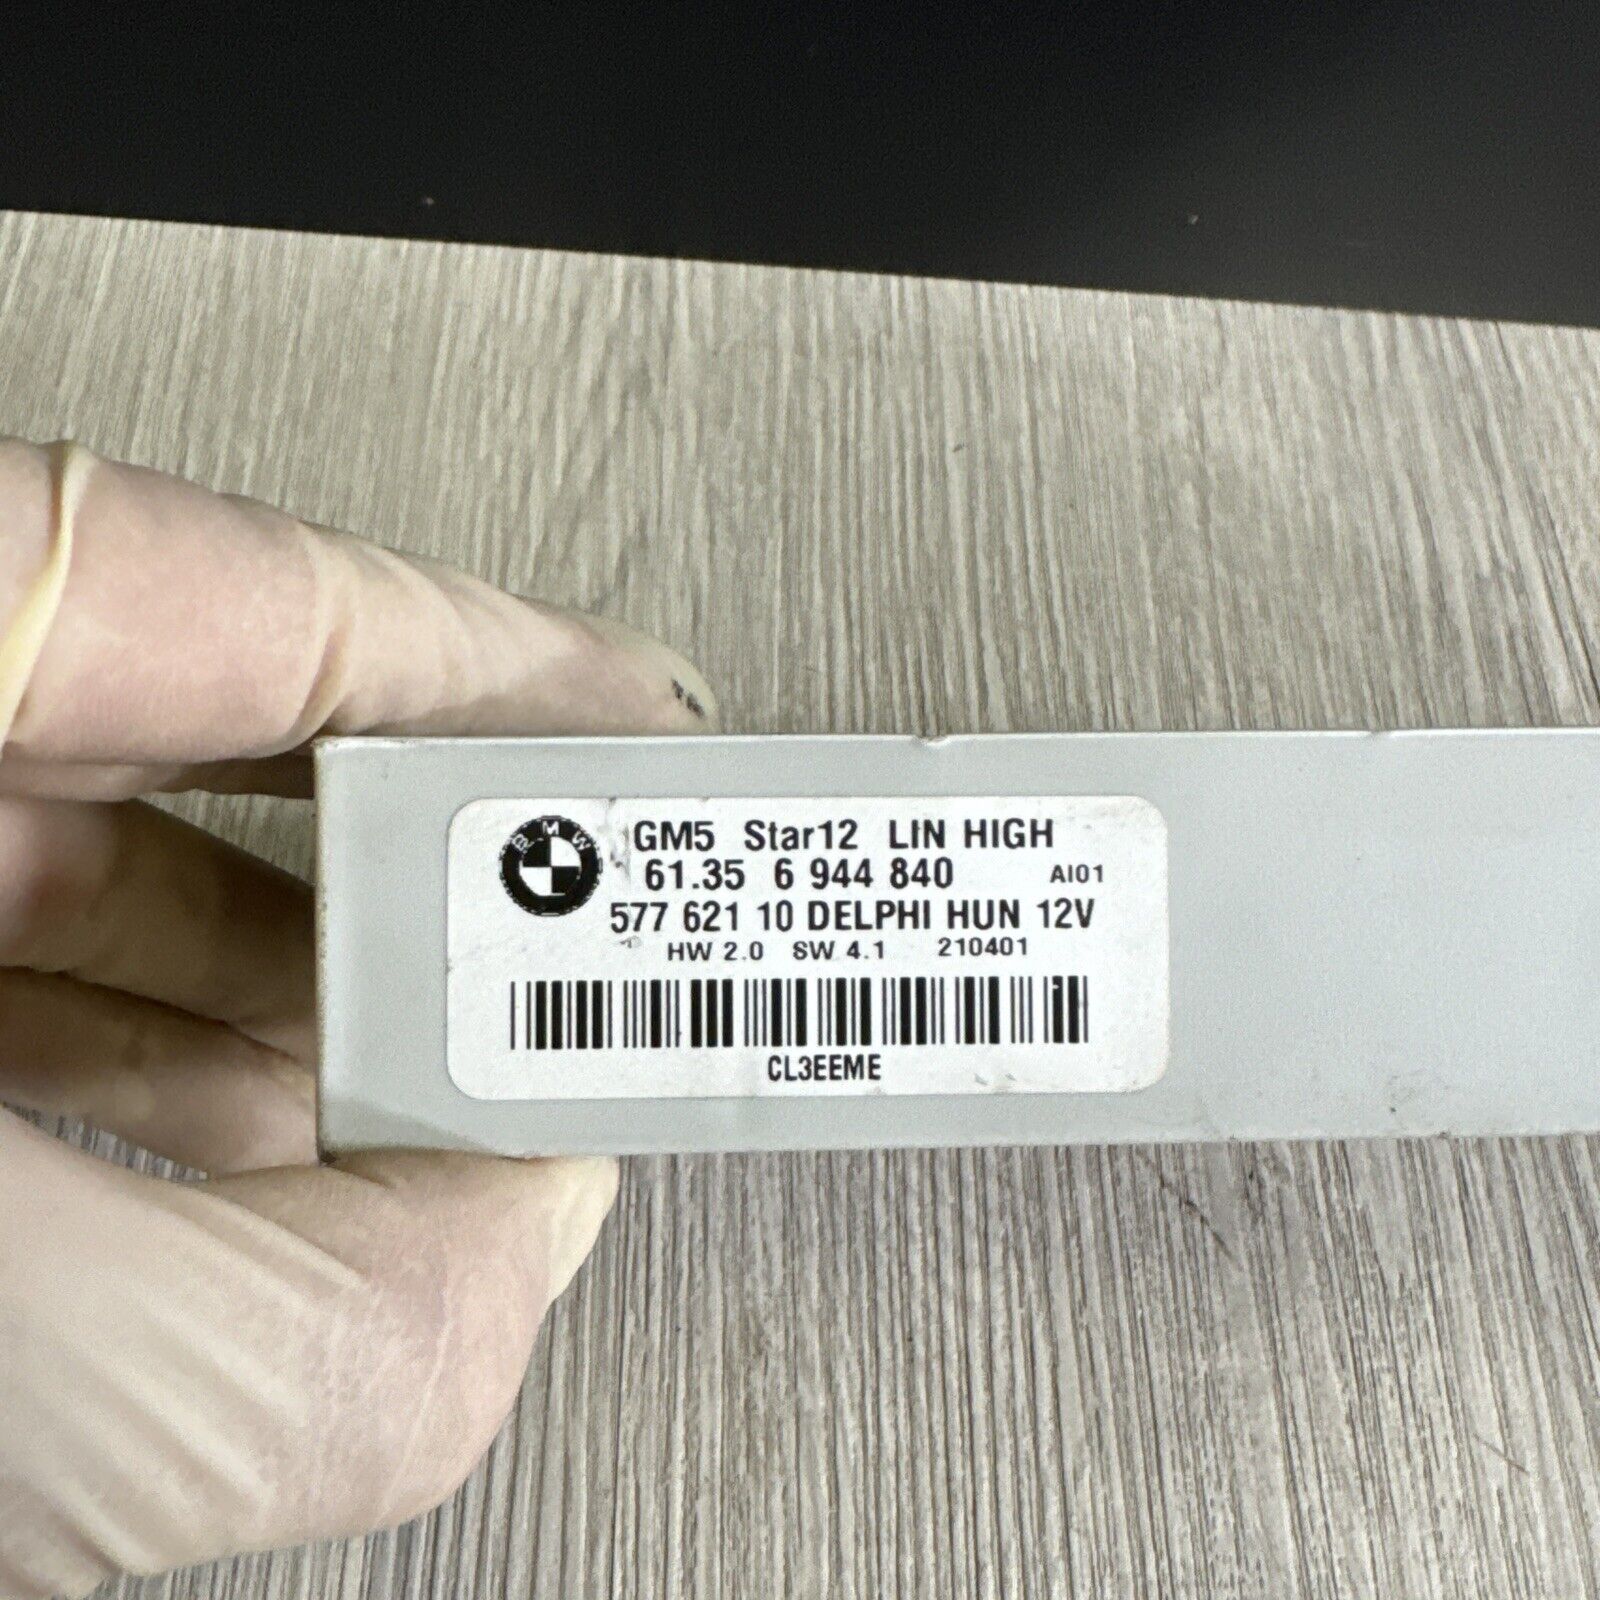 BMW
GM5 Star12 LIN HIGH
61.35 6 944 840 AI01
577 621 10 DELPHI HUN 12V
HW 2.0 SW 4.1 210401
CL3EEME